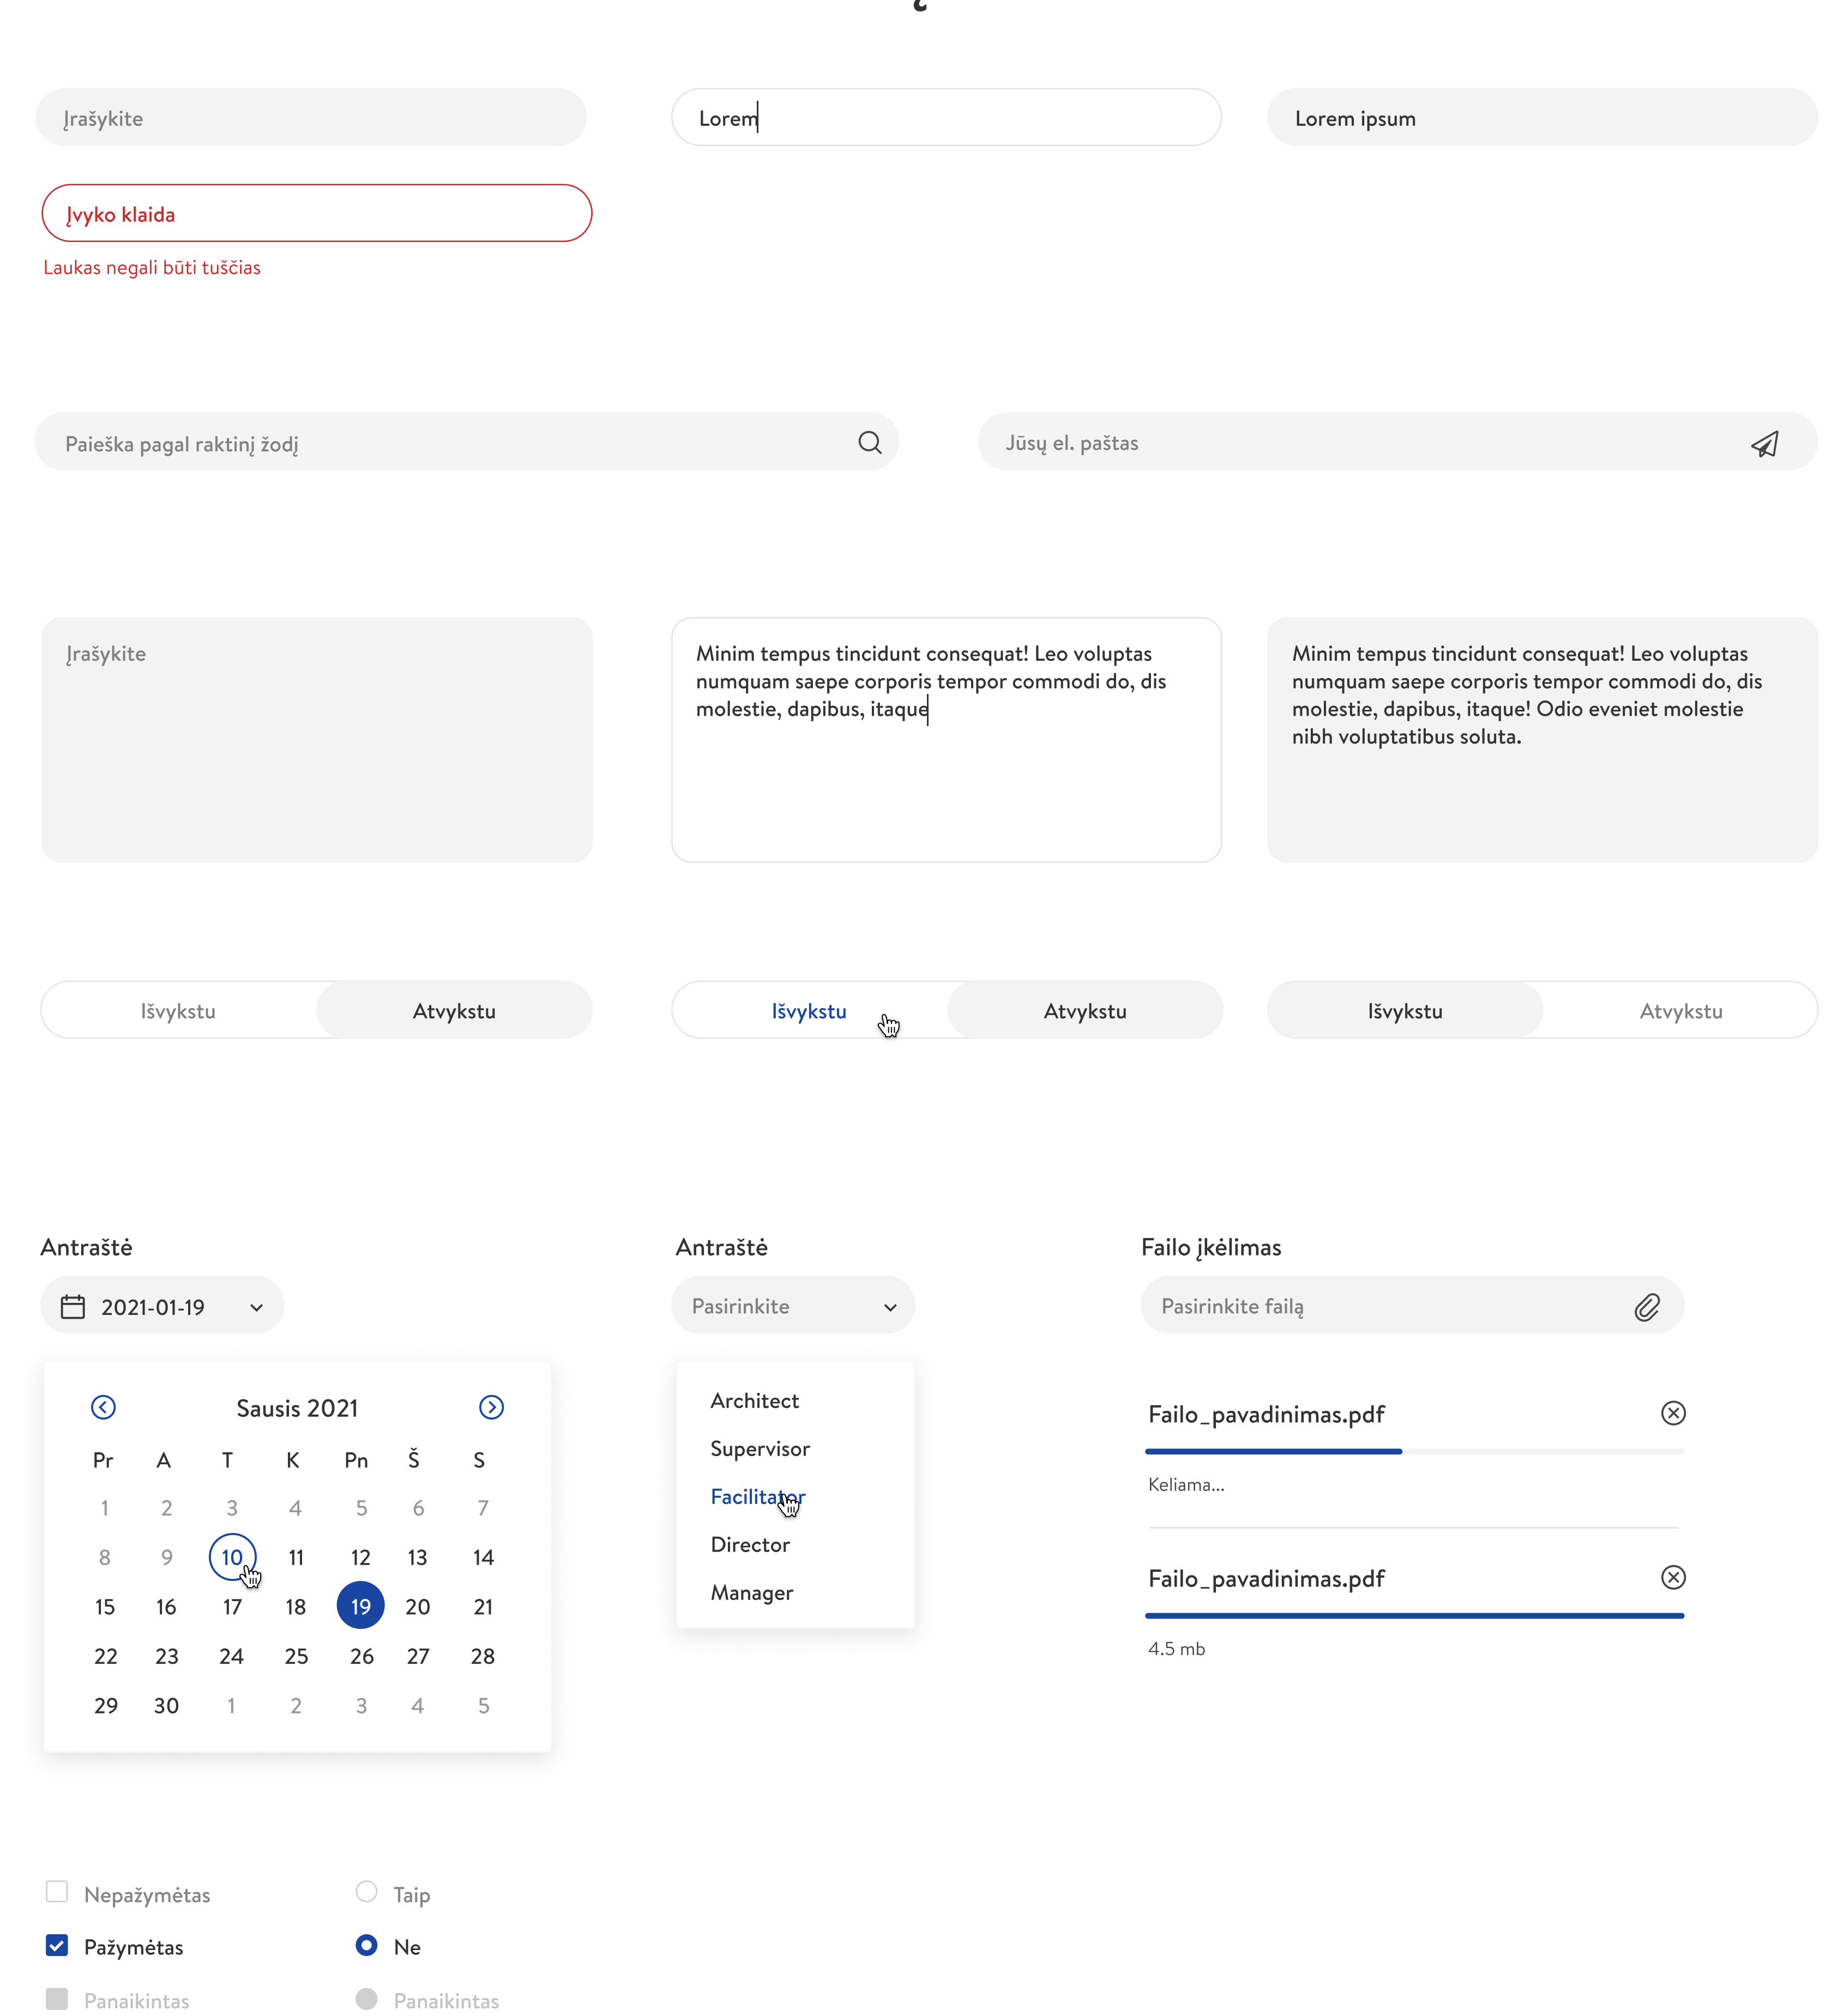 Įrašykite
Lorem
Lorem ipsum
Įvyko klaida
Laukas negali būti tuščias
Paieška pagal raktinį žodį
Jūsų el. paštas
Įrašykite
Minim tempus tincidunt consequat! Leo voluptas
numquam saepe corporis tempor commodi do, dis
molestie, dapibus, itaque
Minim tempus tincidunt consequat! Leo voluptas
numquam saepe corporis tempor commodi do, dis
molestie, dapibus, itaque! Odio eveniet molestie
nibh voluptatibus soluta.
Išvykstu Atvykstu
Išvykstu Atvykstu
Išvykstu Atvykstu
Antraštė
2021-01-19
Sausis 2021
Pr A T K Pn Š S
1 2 3 4 5 6 7
8 9 10 11 12 13 14
15 16 17 18 19 20 21
22 23 24 25 26 27 28
29 30 1 2 3 4 5
Antraštė
Pasirinkite
Architect
Supervisor
Facilitator
Director
Manager
Failo įkėlimas
Pasirinkite failą
Failo_pavadinimas.pdf
Keliama...
Failo_pavadinimas.pdf
4.5 mb
Nepažymėtas
Pažymėtas
Panaikintas
Taip
Ne
Panaikintas